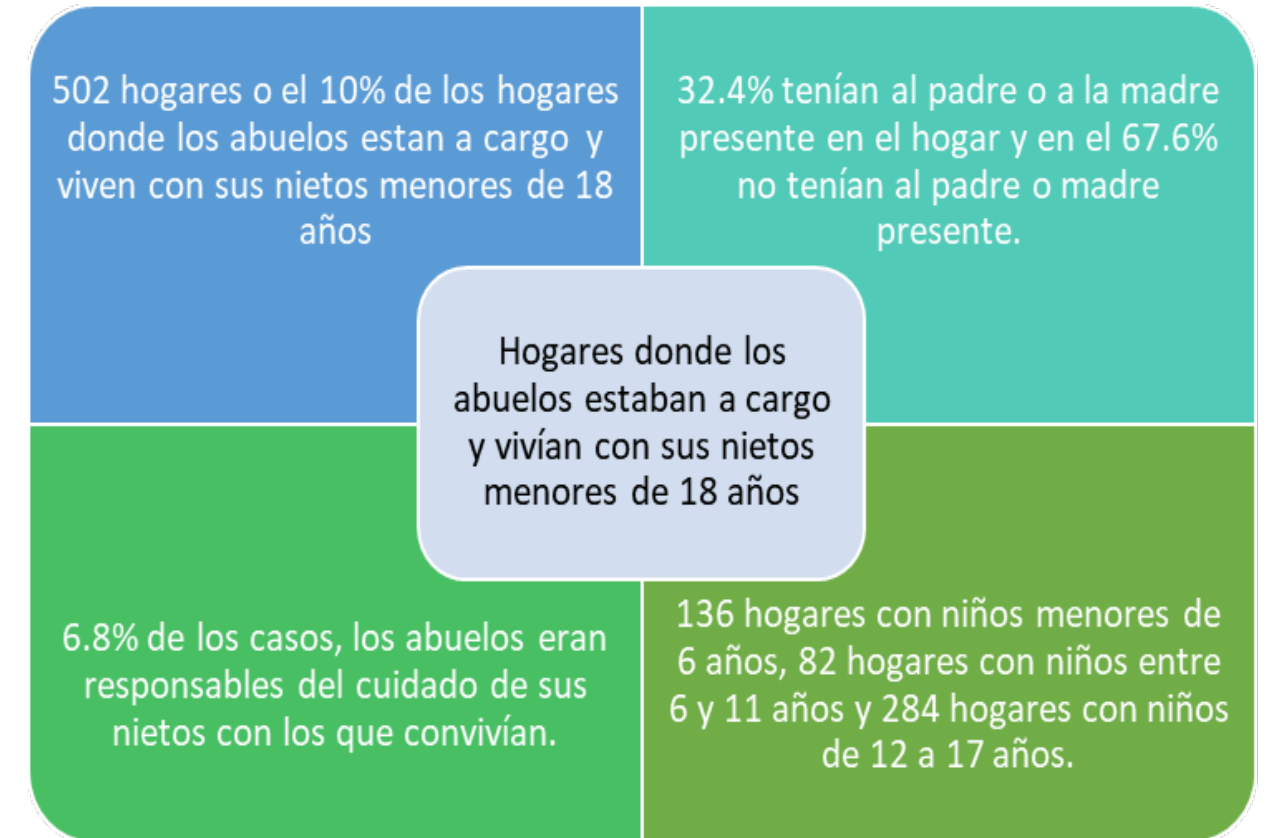 502 hogares o el 10% de los hogares
donde los abuelos estan a cargo y
viven con sus nietos menores de 18
años
32.4% tenían al padre o a la madre
presente en el hogar y en el 67.6%
no tenían al padre o madre
presente.
Hogares donde los
abuelos estaban a cargo
y vivían con sus nietos
menores de 18 años
6.8% de los casos, los abuelos eran
responsables del cuidado de sus
nietos con los que convivían.
136 hogares con niños menores de
6 años, 82 hogares con niños entre
6 y 11 años y 284 hogares con niños
de 12 a 17 años.